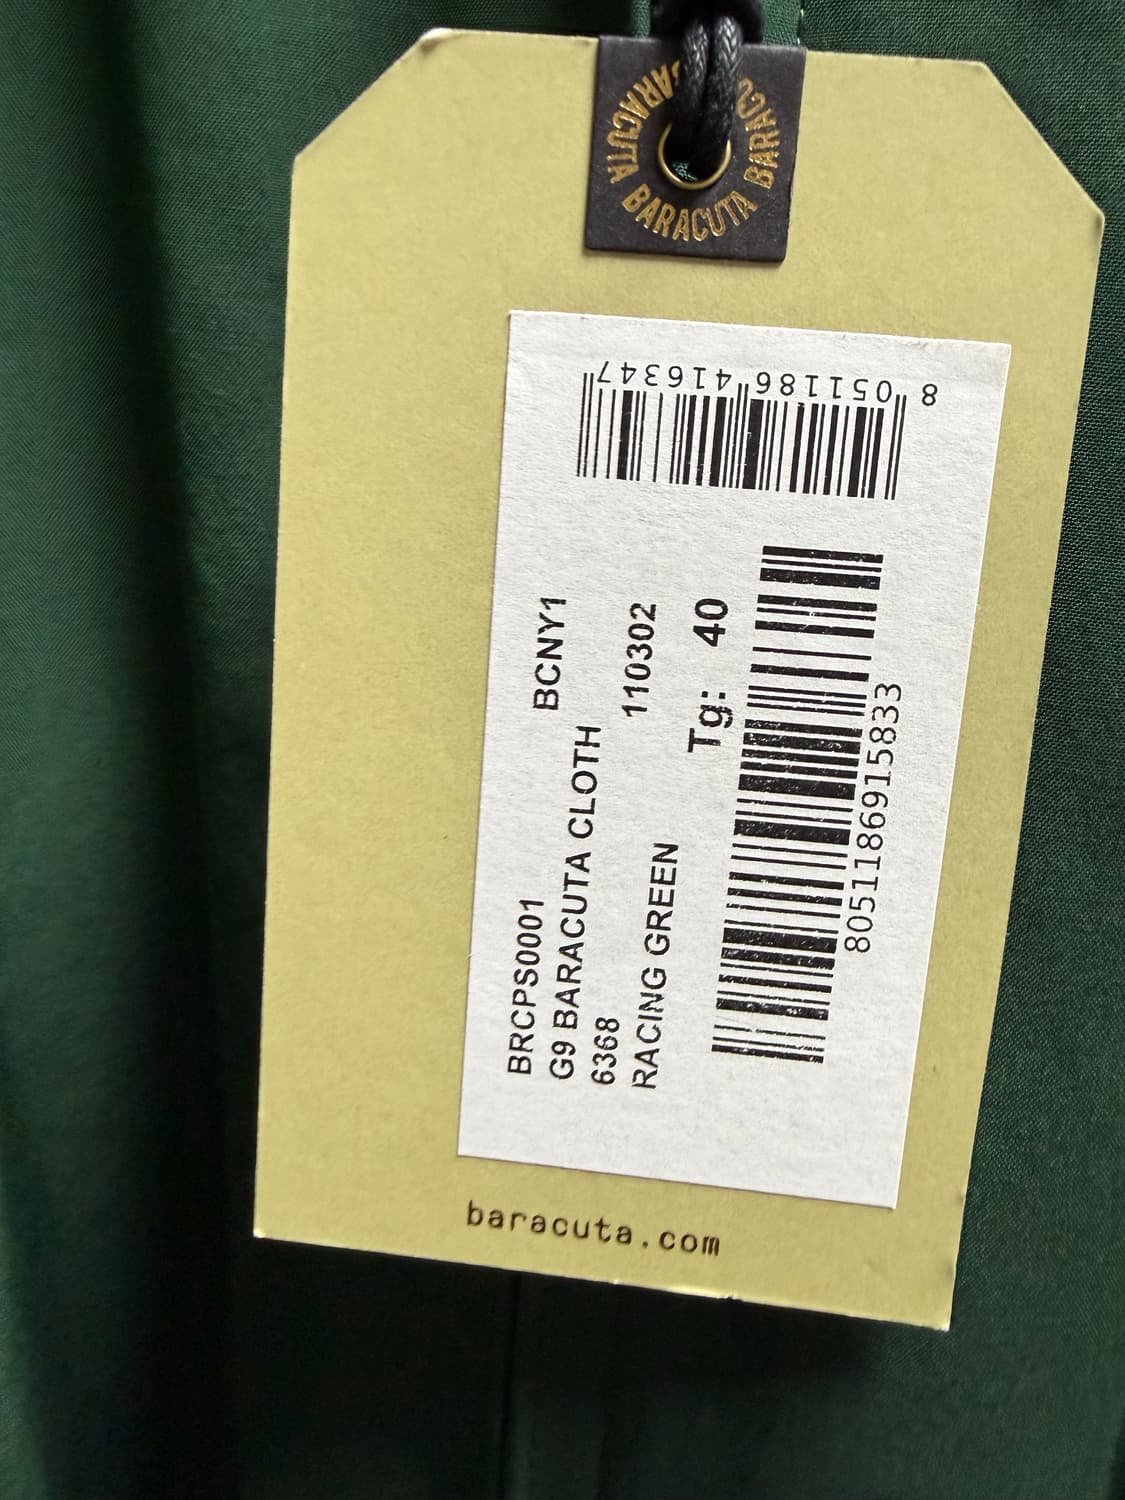 BARACUTA BARACUTA BARACUTA
8 051186 416347
BRCPS0001 BCNY1
G9 BARACUTA CLOTH
6368 110302
RACING GREEN
Tg: 40
8051186915833
baracuta.com